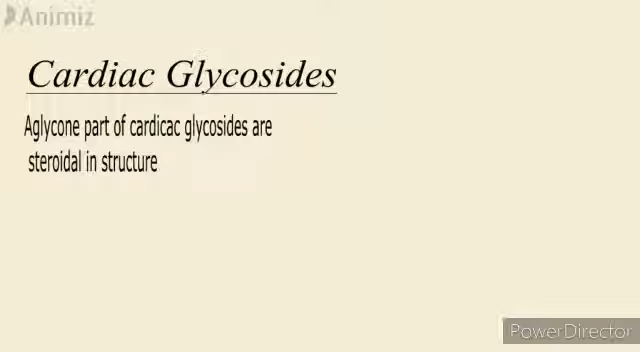 Animiz
Cardiac Glycosides
Aglycone part of cardicac glycosides are
steroidal in structure
PowerDirector